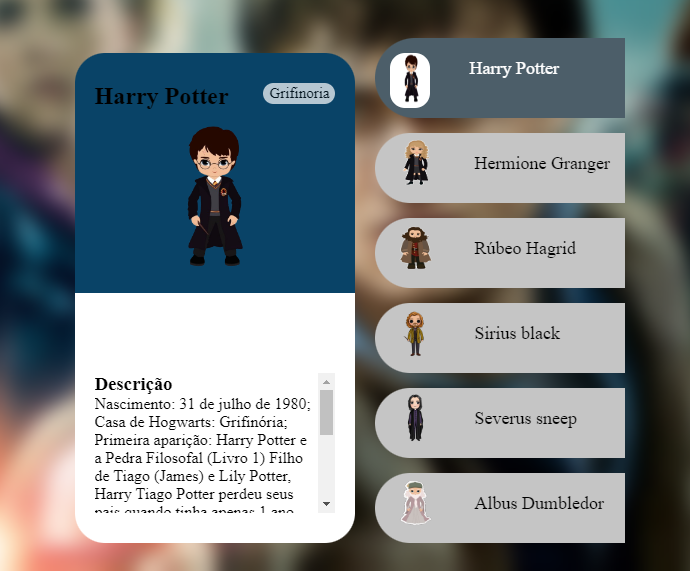 Harry Potter
Grifinoria
Descrição
Nascimento: 31 de julho de 1980;
Casa de Hogwarts: Grifinória;
Primeira aparição: Harry Potter e
a Pedra Filosofal (Livro 1) Filho
de Tiago (James) e Lily Potter,
Harry Tiago Potter perdeu seus
pais quando tinha apenas 1 ano
Harry Potter
Hermione Granger
Rúbeo Hagrid
Sirius black
Severus sneep
Albus Dumbledor